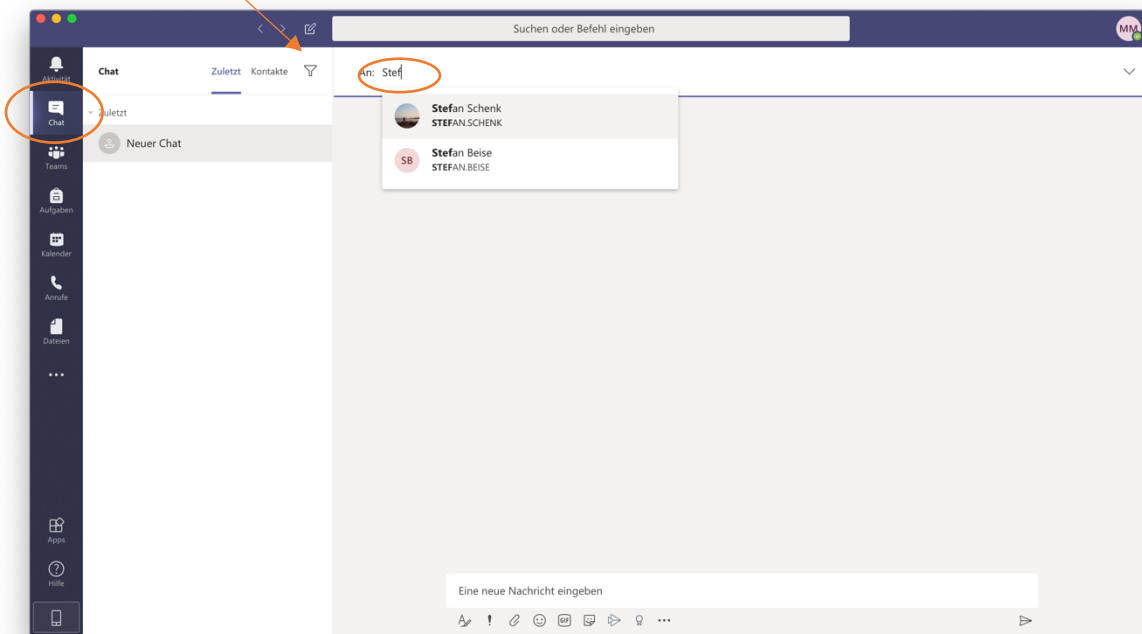 Suchen oder Befehl eingeben
MM
Aktivität
Chat
Teams
Aufgaben
Kalender
Anrufe
Dateien
Apps
Hilfe
Chat
Zuletzt
Kontakte
Zuletzt
Neuer Chat
An: Stef
Stefan Schenk
STEFAN.SCHENK
SB
Stefan Beise
STEFAN.BEISE
Eine neue Nachricht eingeben
GIF